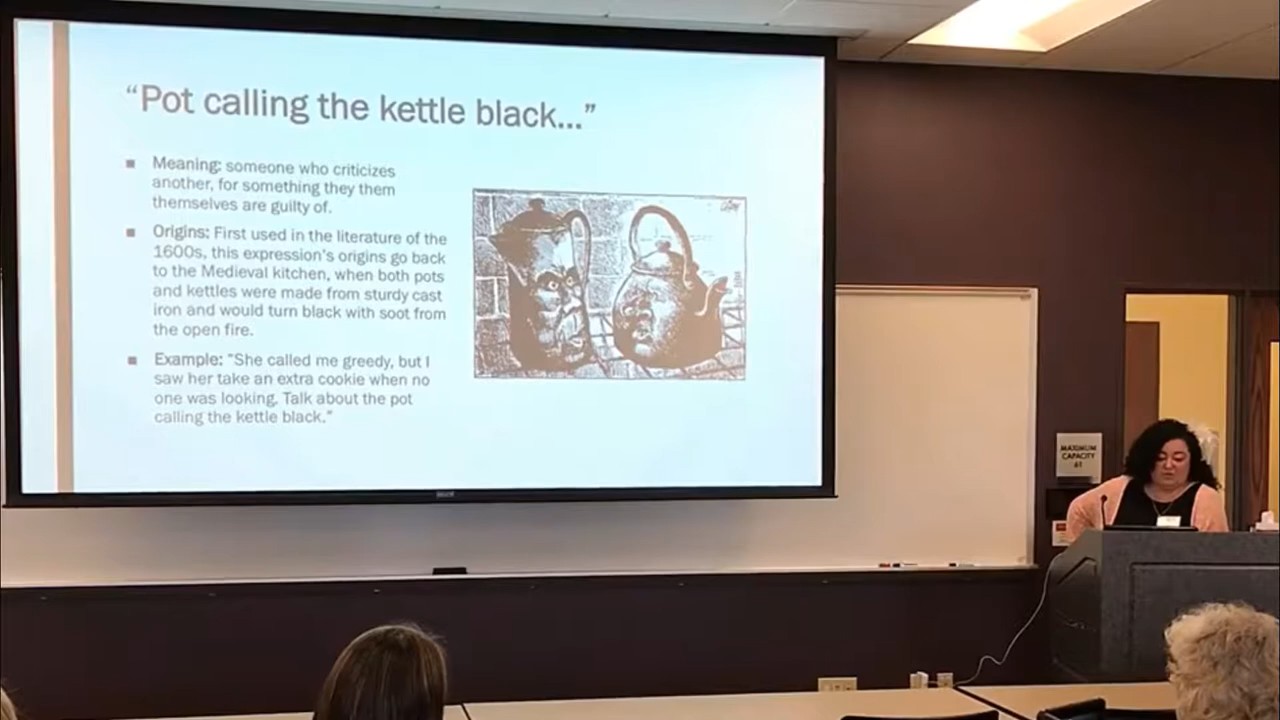 “Pot calling the kettle black...”
▪ Meaning: someone who criticizes
another, for something they them
themselves are guilty of.
▪ Origins: First used in the literature of the
1600s, this expression’s origins go back
to the Medieval kitchen, when both pots
and kettles were made from sturdy cast
iron and would turn black with soot from
the open fire.
▪ Example: “She called me greedy, but I
saw her take an extra cookie when no
one was looking. Talk about the pot
calling the kettle black.”
MAXIMUM
CAPACITY
61